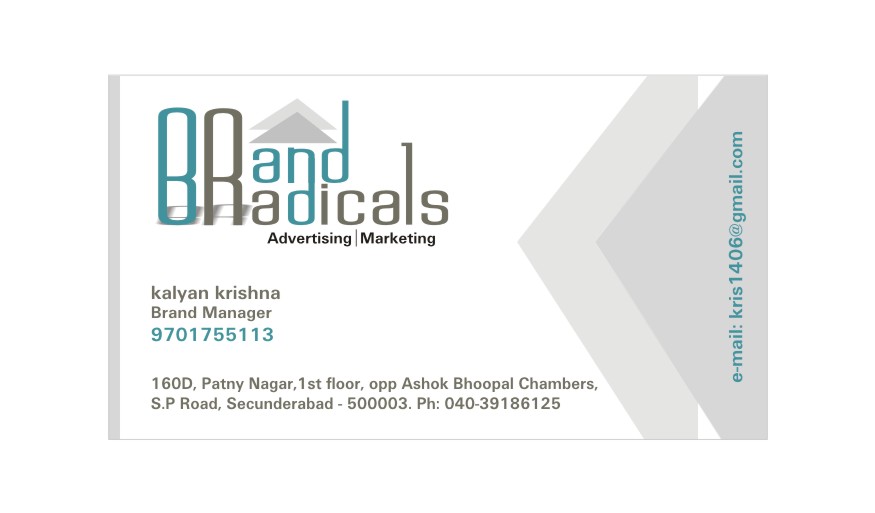 BRand
Radicals
Advertising|Marketing
kalyan krishna
Brand Manager
9701755113
160D, Patny Nagar,1st floor, opp Ashok Bhoopal Chambers,
S.P Road, Secunderabad - 500003. Ph: 040-39186125
e-mail: kris1406@gmail.com